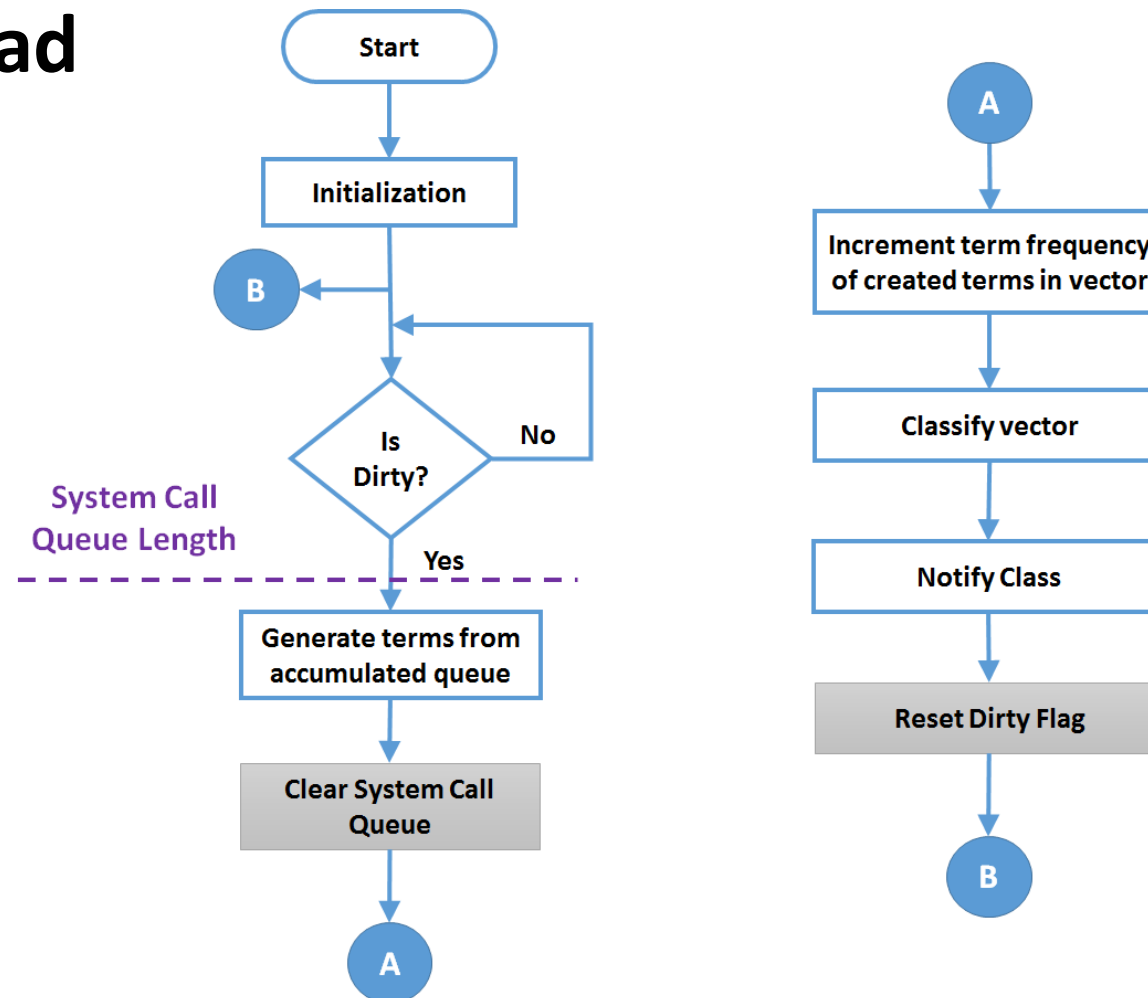 ad
Start
Initialization
B
Is
Dirty?
No
System Call
Queue Length
Yes
Generate terms from
accumulated queue
Clear System Call
Queue
A
A
Increment term frequency
of created terms in vector
Classify vector
Notify Class
Reset Dirty Flag
B